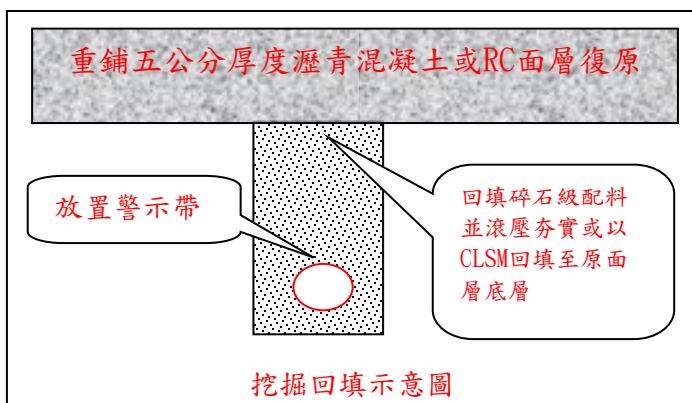 重鋪五公分厚度瀝青混凝土或RC面層復原
放置警示帶
回填碎石級配料
並滾壓夯實或以
CLSM回填至原面
層底層
挖掘回填示意圖